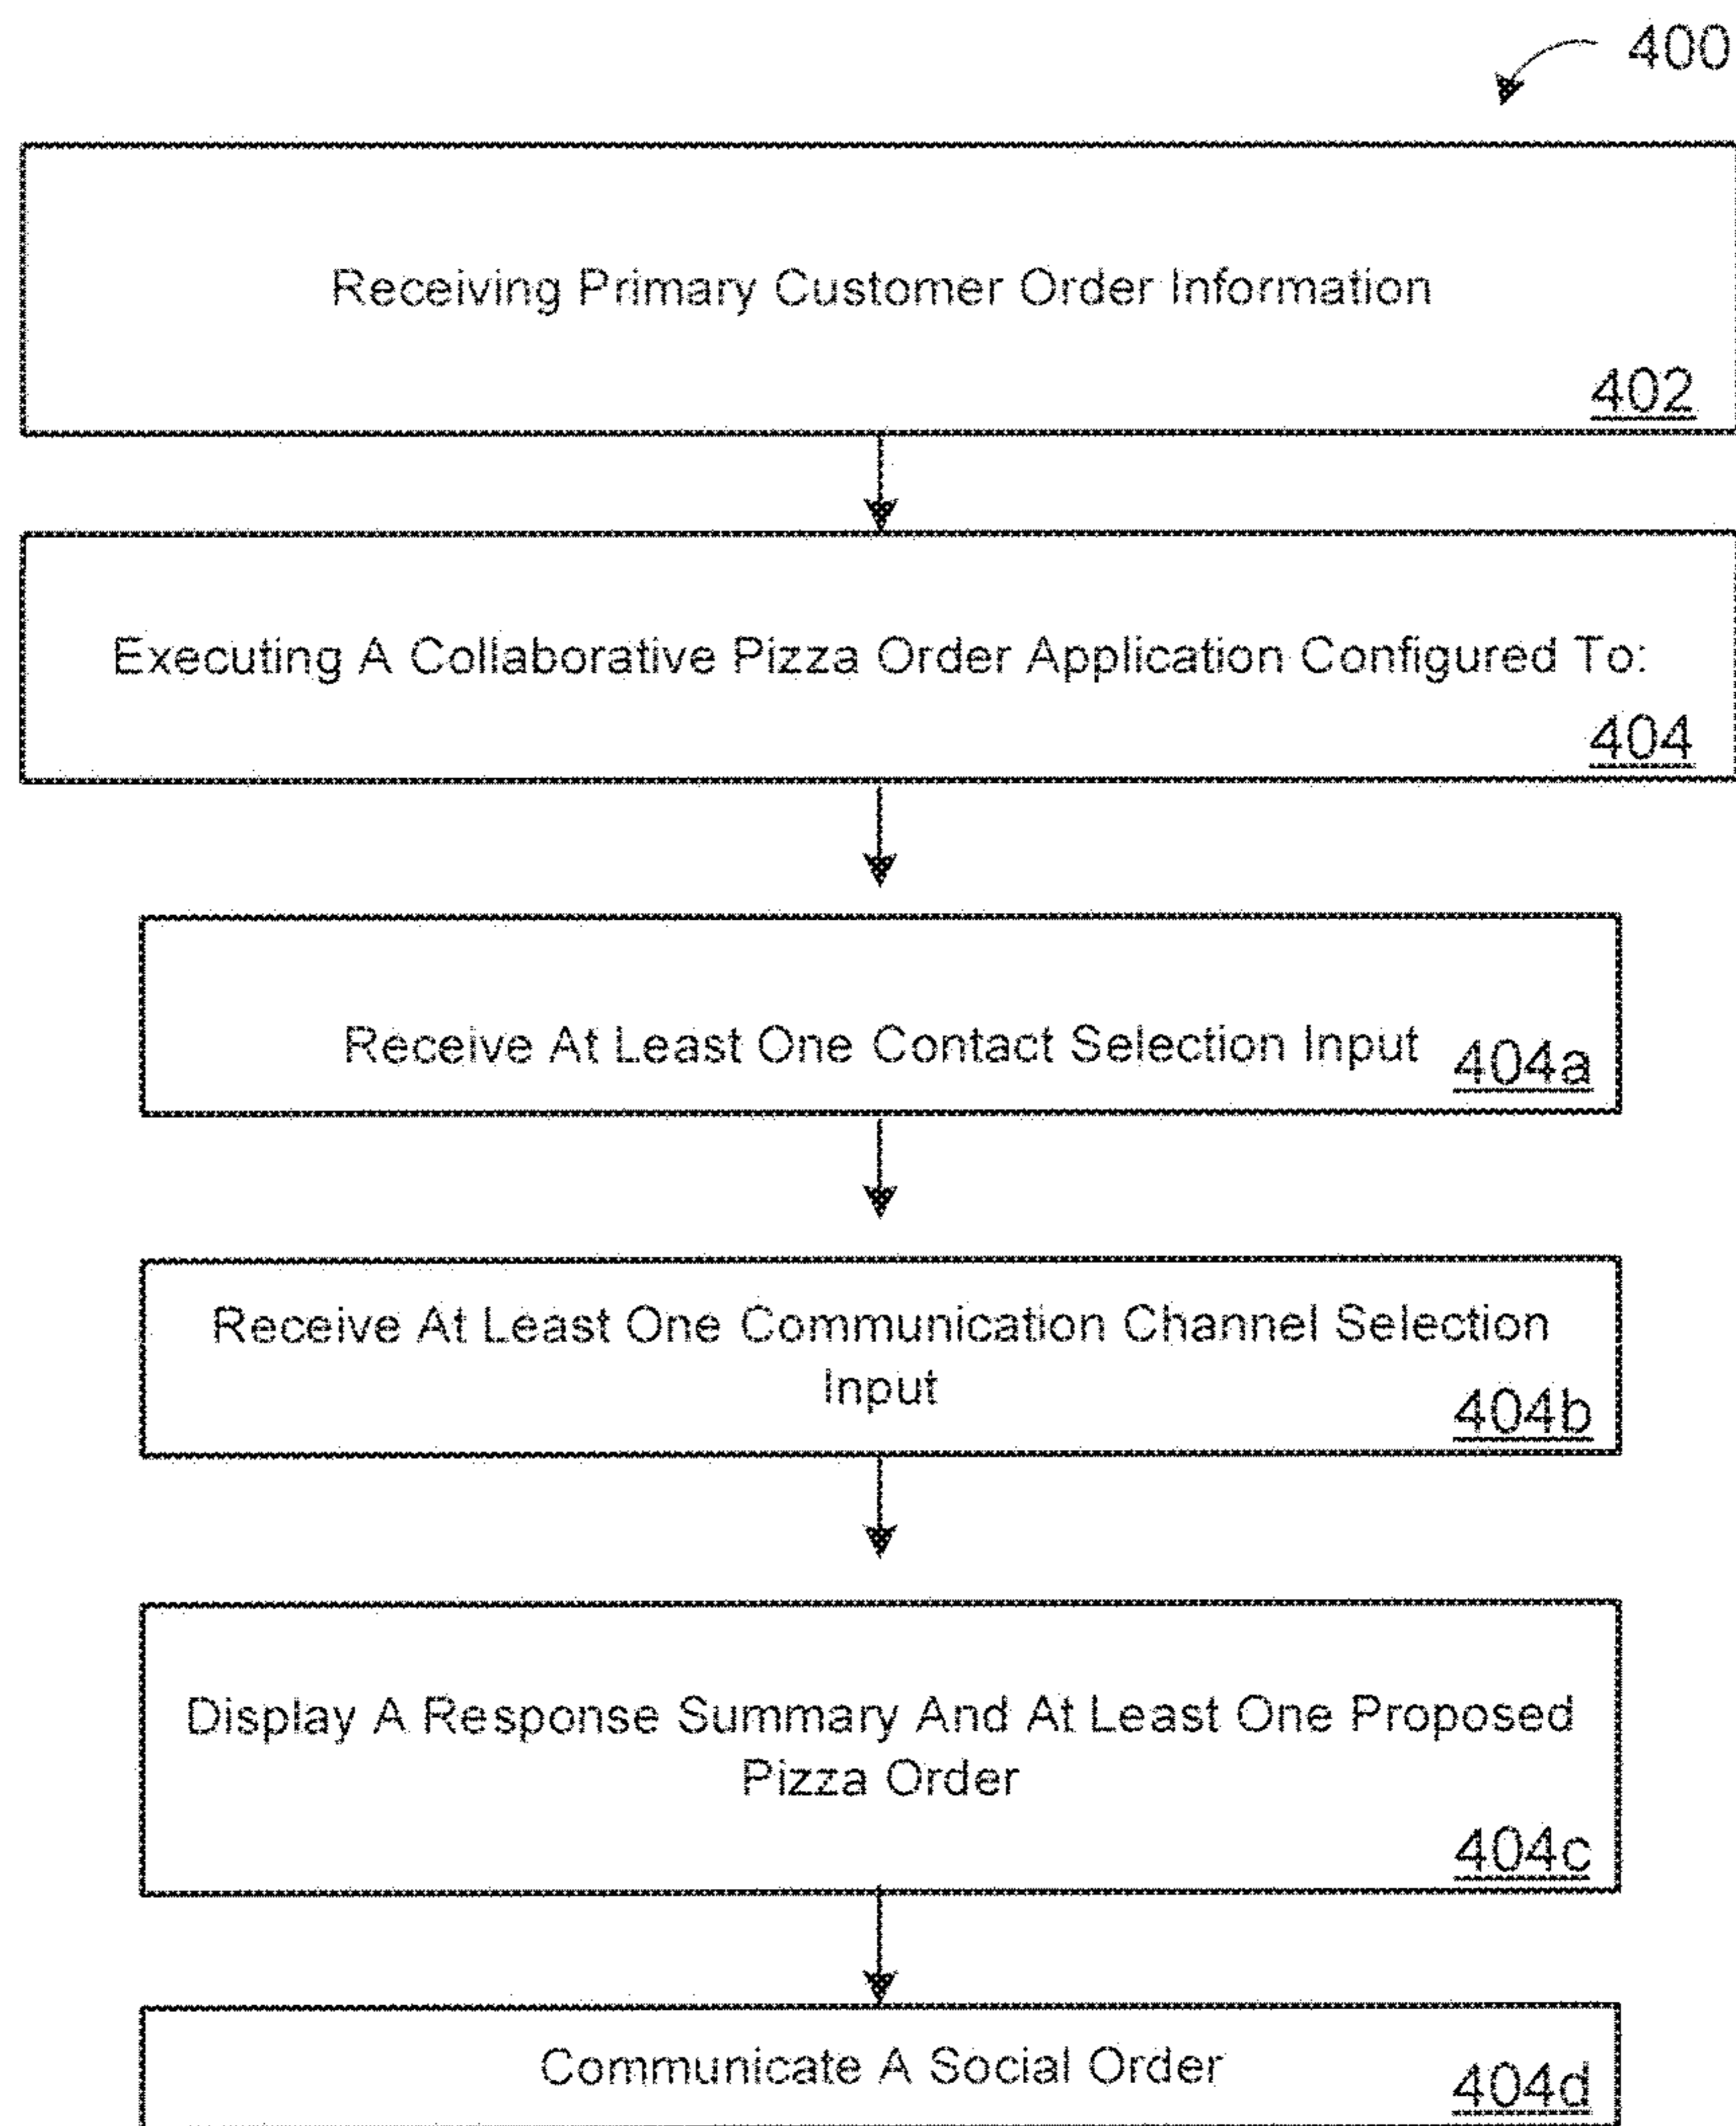 400
Receiving Primary Customer Order Information
402
Executing A Collaborative Pizza Order Application Configured To:
404
Receive At Least One Contact Selection Input
404a
Receive At Least One Communication Channel Selection
Input
404b
Display A Response Summary And At Least One Proposed
Pizza Order
404c
Communicate A Social Order
404d